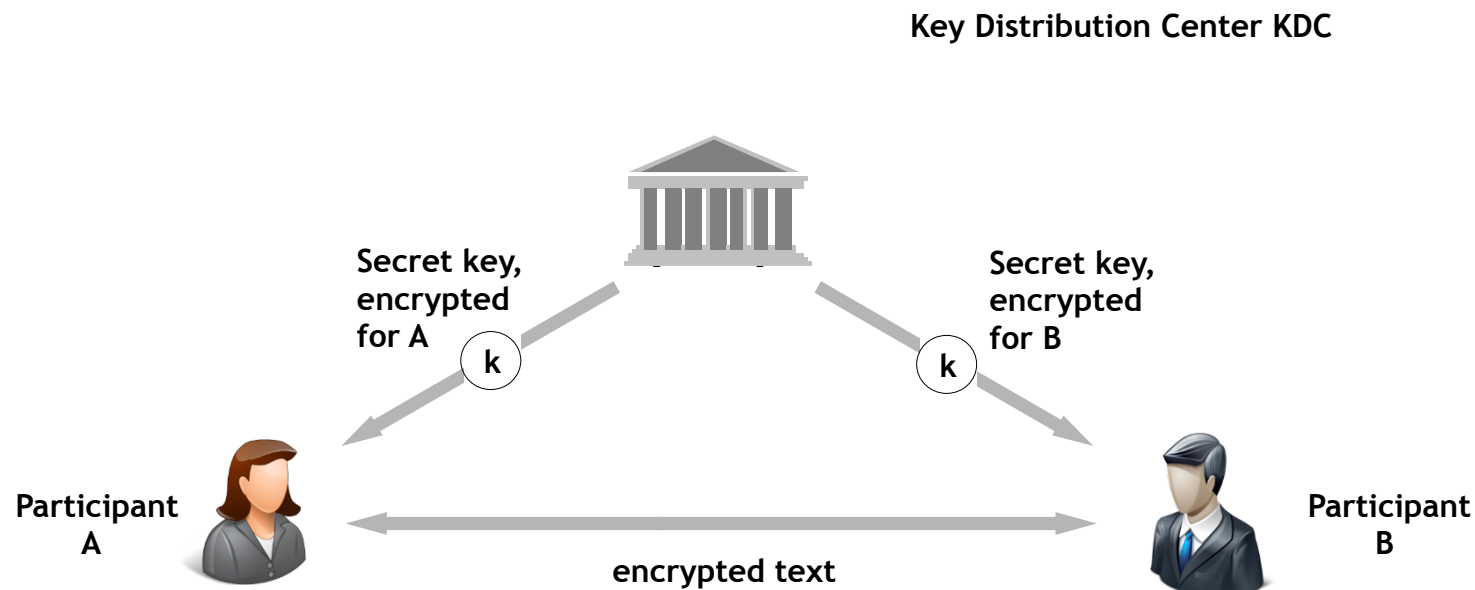 Key Distribution Center KDC
Secret key,
encrypted
for A
k
Secret key,
encrypted
for B
k
Participant
A
encrypted text
Participant
B